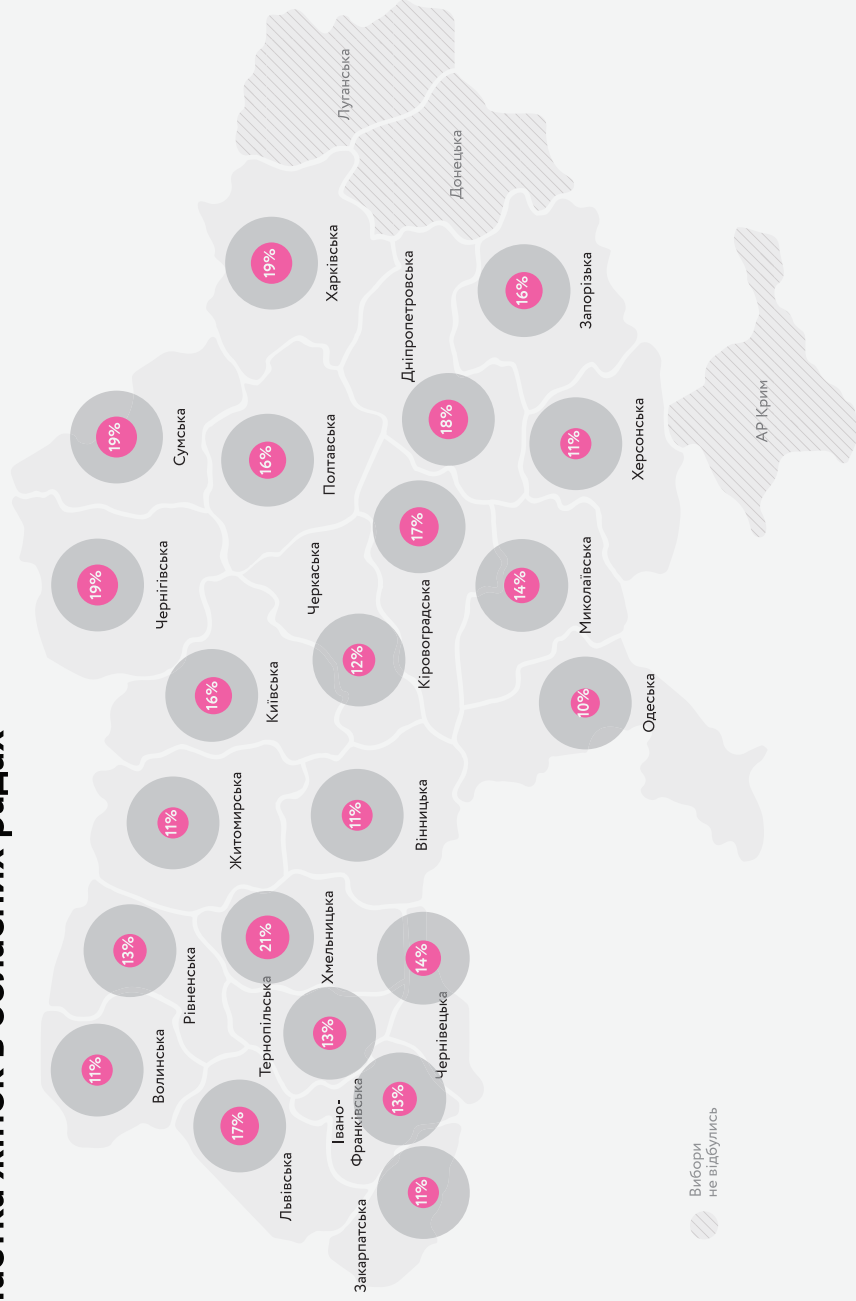 жінок в обласних радах
11%
Волинська
13%
Рівненська
11%
Житомирська
16%
Київська
19%
Чернігівська
19%
Сумська
17%
Львівська
13%
Тернопільська
21%
Хмельницька
12%
Черкаська
16%
Полтавська
19%
Харківська
Луганська
11%
Закарпатська
13%
Івано-
Франківська
14%
Чернівецька
11%
Вінницька
17%
Кіровоградська
18%
Дніпропетровська
Донецька
10%
Одеська
14%
Миколаївська
11%
Херсонська
16%
Запорізька
АР Крим
Вибори
не відбулись